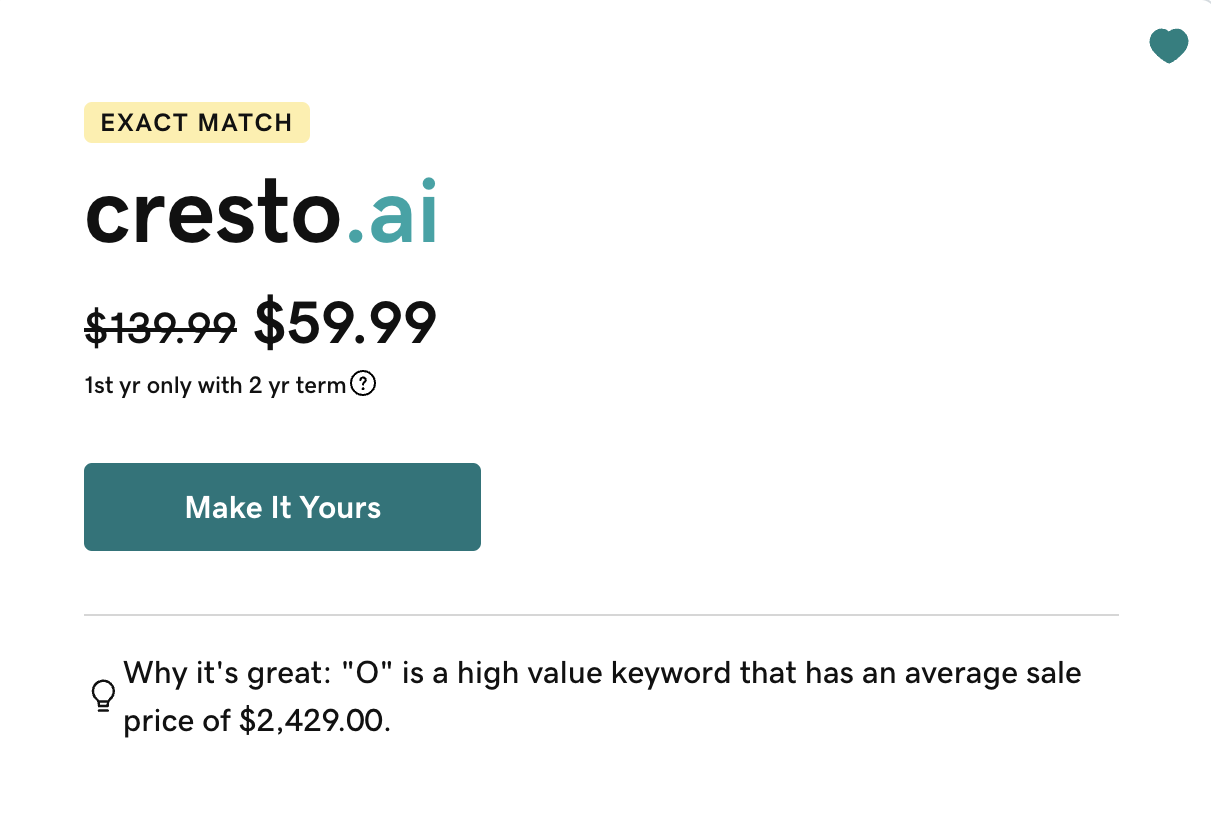 EXACT MATCH
cresto.ai
$139.99 $59.99
1st yr only with 2 yr term ?
Make It Yours
Why it's great: "O" is a high value keyword that has an average sale
price of $2,429.00.